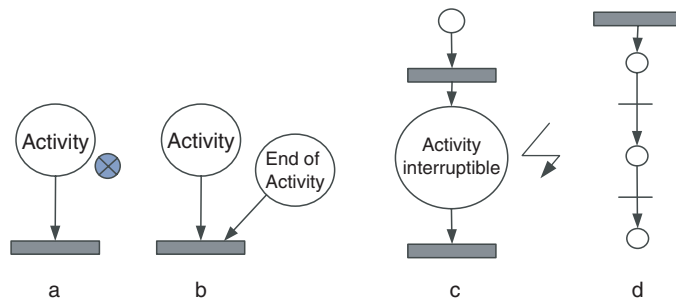 Activity
Activity
End of
Activity
Activity
interruptible
a
b
c
d